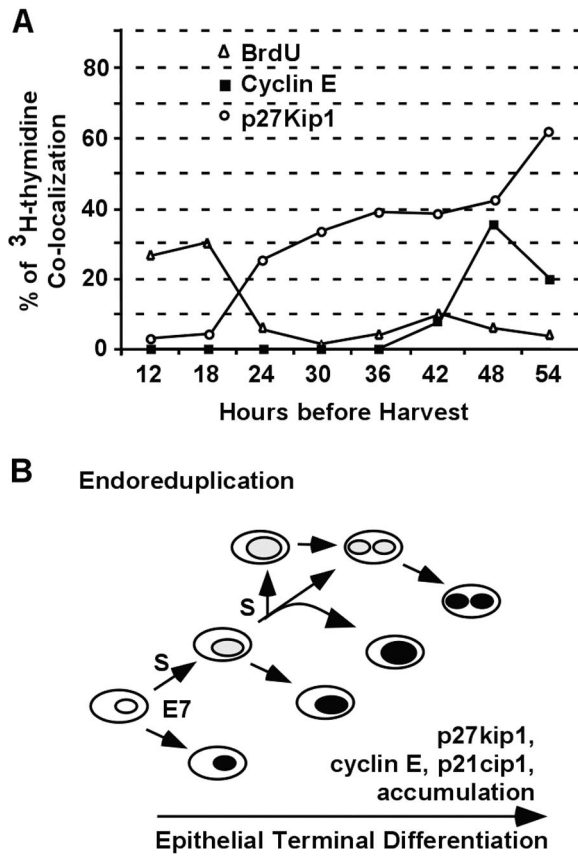 A
BrdU
Cyclin E
p27Kip1
% of ³H-thymidine
Co-localization
80
60
40
20
0
12 18 24 30 36 42 48 54
Hours before Harvest
B
Endoreduplication
S
S
E7
p27kip1,
cyclin E, p21cip1,
accumulation
Epithelial Terminal Differentiation